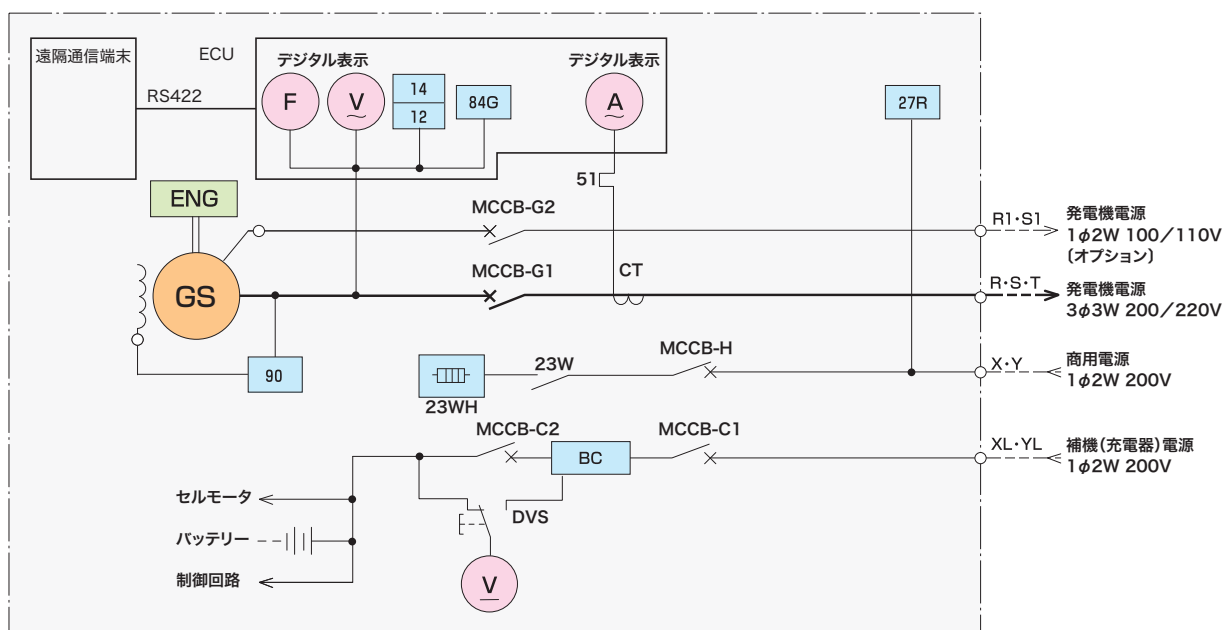 遠隔通信端末
ECU
RS422
デジタル表示
デジタル表示
F
V
14
12
84G
A
27R
51
ENG
MCCB-G2
R1・S1
発電機電源
1φ2W 100／110V
〔オプション〕
GS
MCCB-G1
CT
R・S・T
発電機電源
3φ3W 200／220V
90
23WH
23W
MCCB-H
X・Y
商用電源
1φ2W 200V
MCCB-C2
BC
MCCB-C1
XL・YL
補機（充電器）電源
1φ2W 200V
セルモータ
DVS
バッテリー
制御回路
V